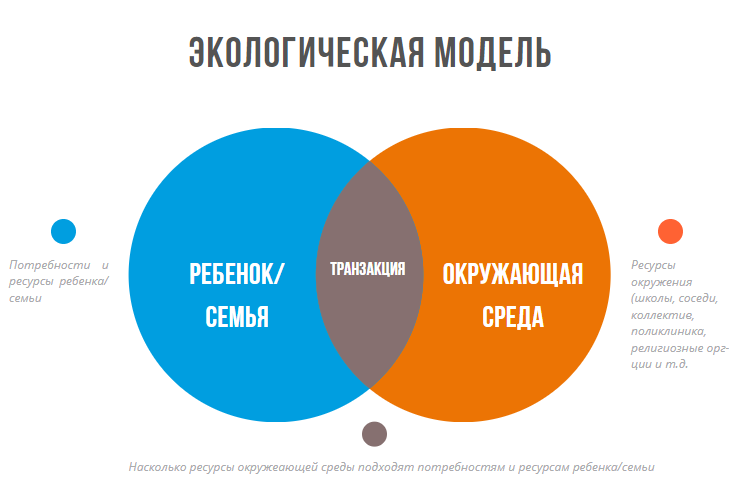 ЭКОЛОГИЧЕСКАЯ МОДЕЛЬ
Потребности и
ресурсы ребенка/
семьи
РЕБЕНОК/
СЕМЬЯ
ТРАНЗАКЦИЯ
ОКРУЖАЮЩАЯ
СРЕДА
Ресурсы
окружения
(школы, соседи,
коллектив,
поликлиника,
религиозные орг-
ции и т.д.
Насколько ресурсы окружеающей среды подходят потребностям и ресурсам ребенка/семьи